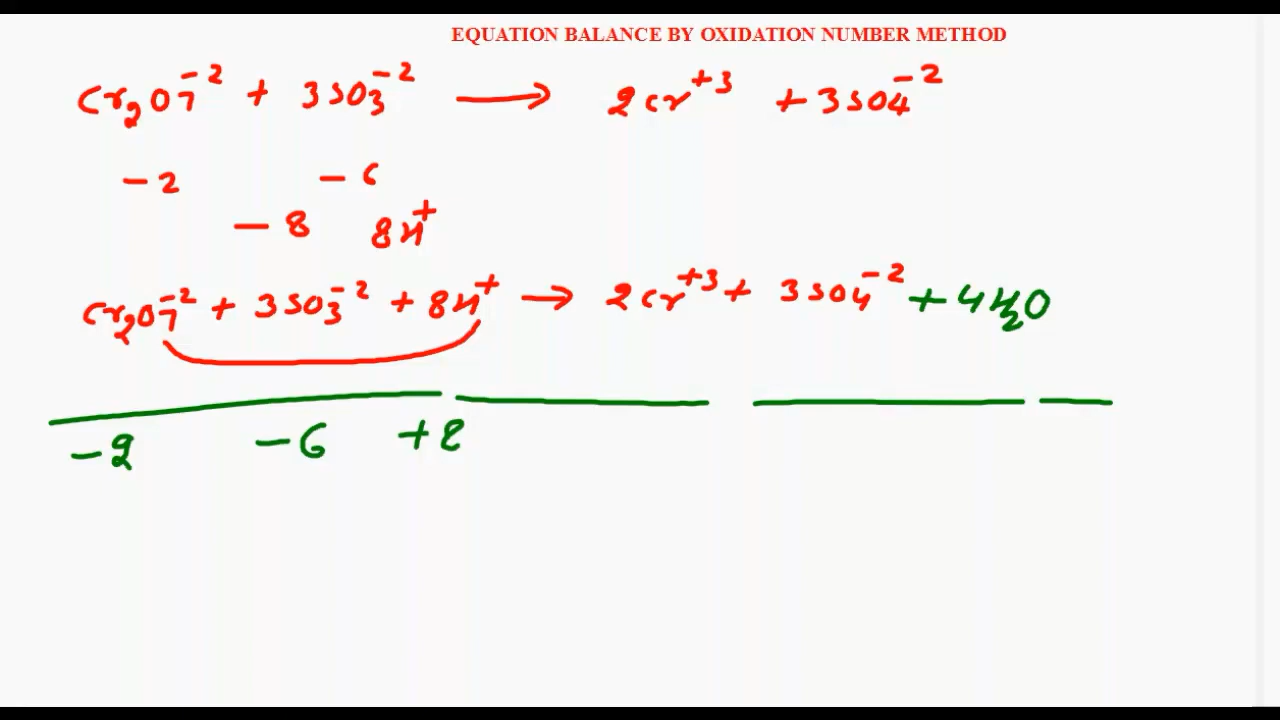 EQUATION BALANCE BY OXIDATION NUMBER METHOD
Cr₂O7⁻² + 3SO₃⁻² → 2Cr⁺³ + 3SO₄⁻²
-2 -6
-8 8H⁺
Cr₂O7⁻² + 3SO₃⁻² + 8H⁺ → 2Cr⁺³ + 3SO₄⁻² + 4H₂O
-2 -6 +8